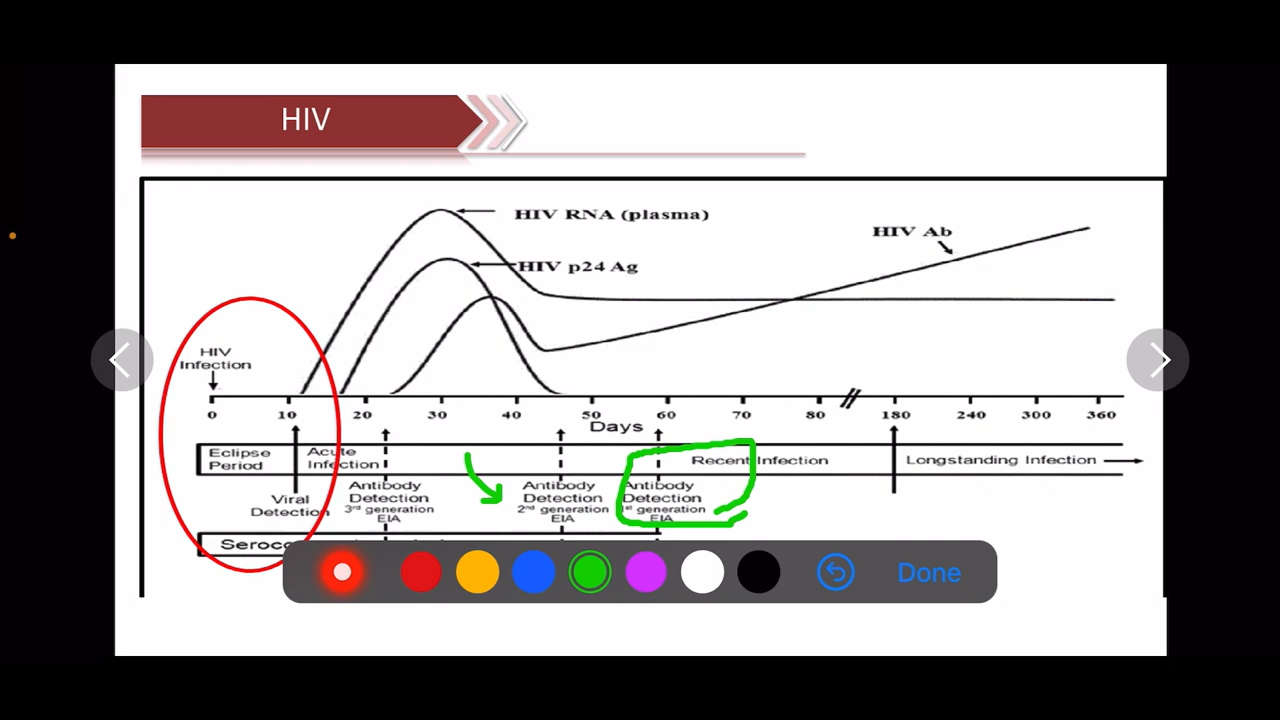 HIV
HIV RNA (plasma)
HIV Ab
HIV p24 Ag
HIV
Infection
0 10 20 30 40 50 60 70 80 180 240 300 360
Days
Eclipse
Period
Acute
Infection
Recent Infection
Longstanding Infection
Viral
Detection
Antibody
Detection
3rd generation
EIA
Antibody
Detection
2nd generation
EIA
Antibody
Detection
1st generation
EIA
Done